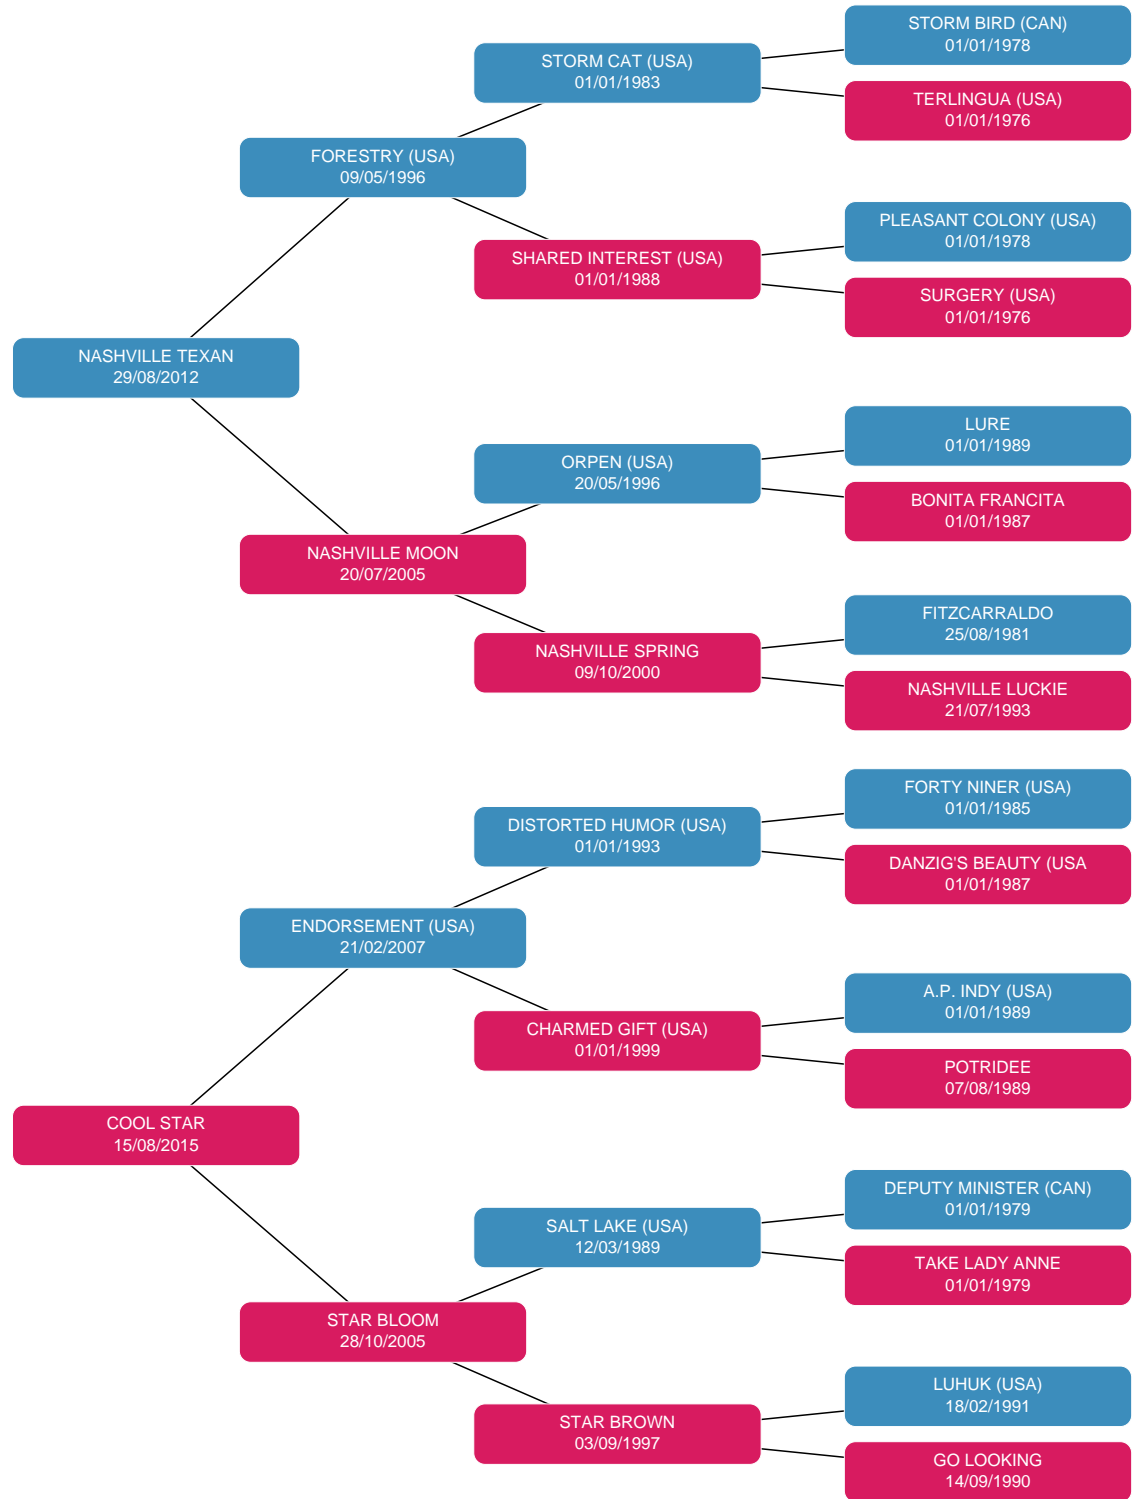 STORM BIRD (CAN)
01/01/1978
STORM CAT (USA)
01/01/1983
TERLINGUA (USA)
01/01/1976
FORESTRY (USA)
09/05/1996
PLEASANT COLONY (USA)
01/01/1978
SHARED INTEREST (USA)
01/01/1988
SURGERY (USA)
01/01/1976
NASHVILLE TEXAN
29/08/2012
LURE
01/01/1989
ORPEN (USA)
20/05/1996
BONITA FRANCITA
01/01/1987
NASHVILLE MOON
20/07/2005
FITZCARRALDO
25/08/1981
NASHVILLE SPRING
09/10/2000
NASHVILLE LUCKIE
21/07/1993
FORTY NINER (USA)
01/01/1985
DISTORTED HUMOR (USA)
01/01/1993
DANZIG'S BEAUTY (USA
01/01/1987
ENDORSEMENT (USA)
21/02/2007
A.P. INDY (USA)
01/01/1989
CHARMED GIFT (USA)
01/01/1999
POTRIDEE
07/08/1989
COOL STAR
15/08/2015
DEPUTY MINISTER (CAN)
01/01/1979
SALT LAKE (USA)
12/03/1989
TAKE LADY ANNE
01/01/1979
STAR BLOOM
28/10/2005
LUHUK (USA)
18/02/1991
STAR BROWN
03/09/1997
GO LOOKING
14/09/1990